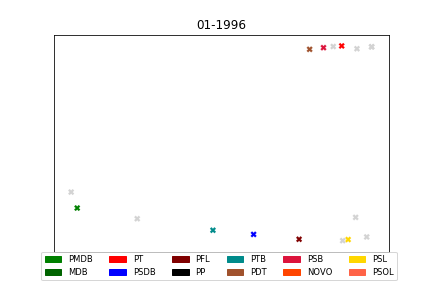 01-1996
PMDB PT PFL PTB PSB PSL
MDB PSDB PP PDT NOVO PSOL